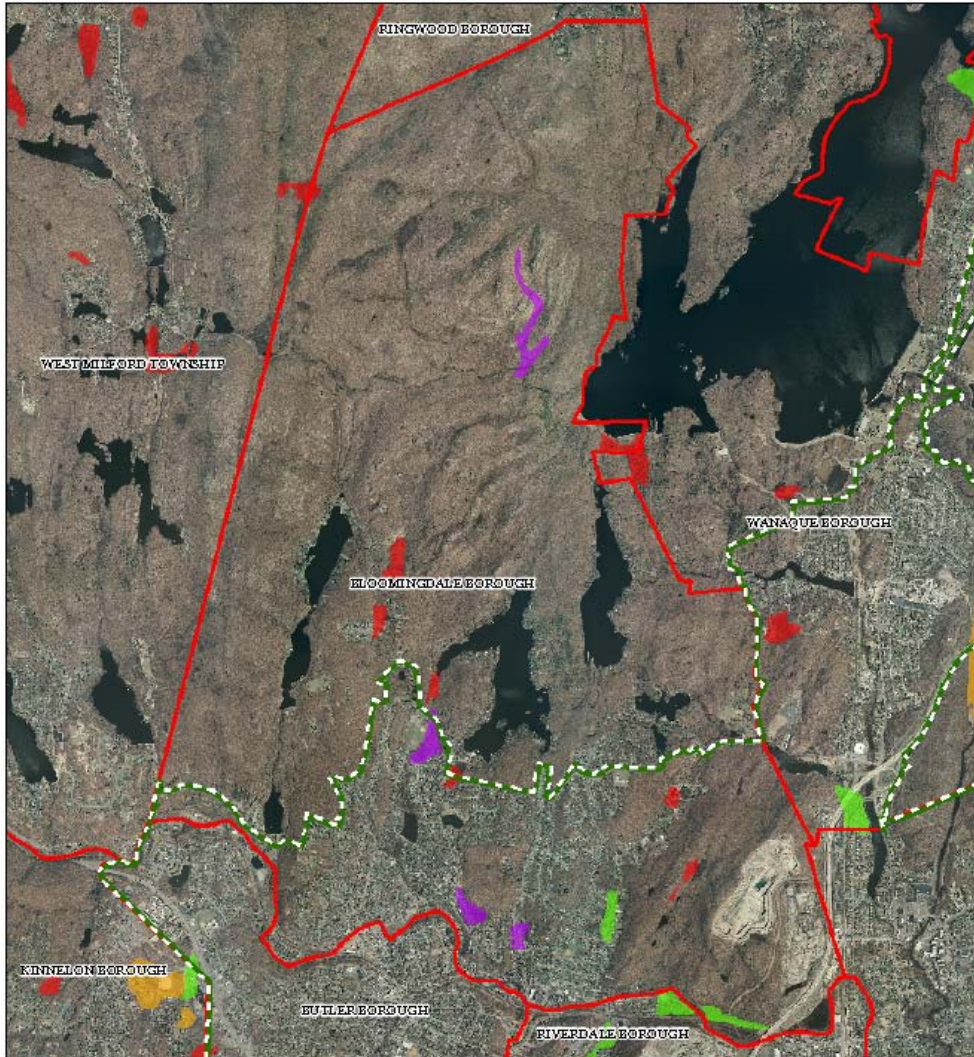 RINGWOOD BOROUGH
WEST MILFORD TOWNSHIP
WANAQUE BOROUGH
BLOOMINGDALE BOROUGH
KINNELON BOROUGH
BUTLER BOROUGH
RIVERDALE BOROUGH